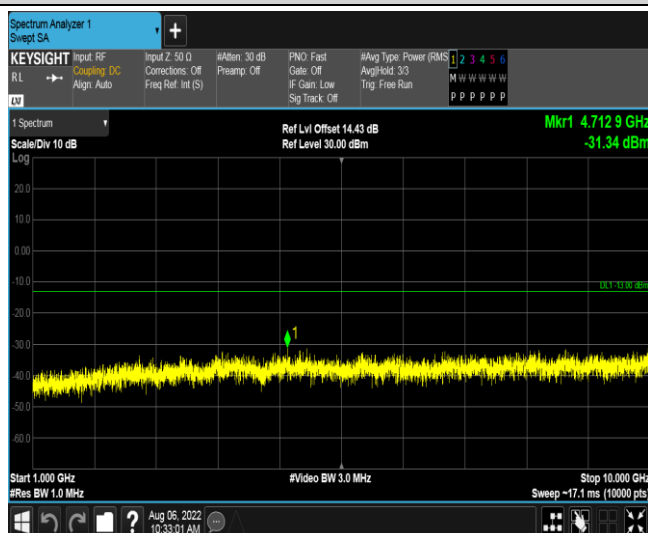 Spectrum Analyzer 1
Swept SA
+
KEYSIGHT
RL
LXI
Input: RF
Coupling: DC
Align: Auto
Input Z: 50 Ω
Corrections: Off
Freq Ref: Int (S)
#Atten: 30 dB
Preamp: Off
PNO: Fast
Gate: Off
IF Gain: Low
Sig Track: Off
#Avg Type: Power (RMS
Avg|Hold: 3/3
Trig: Free Run
1 2 3 4 5 6
M W W W W W
P P P P P P
1 Spectrum
Scale/Div 10 dB
Log
Ref Lvl Offset 14.43 dB
Ref Level 30.00 dBm
Mkr1 4.712 9 GHz
-31.34 dBm
20.0
10.0
0.00
-10.0
DL1 -13.00 dBm
-20.0
-30.0
1
-40.0
-50.0
-60.0
Start 1.000 GHz
#Res BW 1.0 MHz
#Video BW 3.0 MHz
Stop 10.000 GHz
Sweep ~17.1 ms (10000 pts)
?
Aug 06, 2022
10:33:01 AM